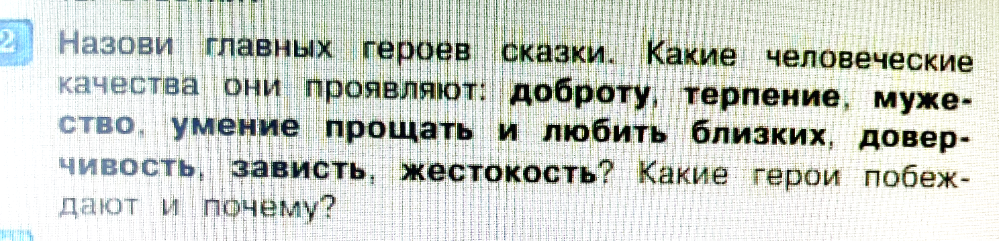 2 Назови главных героев сказки. Какие человеческие
качества они проявляют: доброту, терпение, муже-
ство, умение прощать и любить близких, довер-
чивость, зависть, жестокость? Какие герои побеж-
дают и почему?